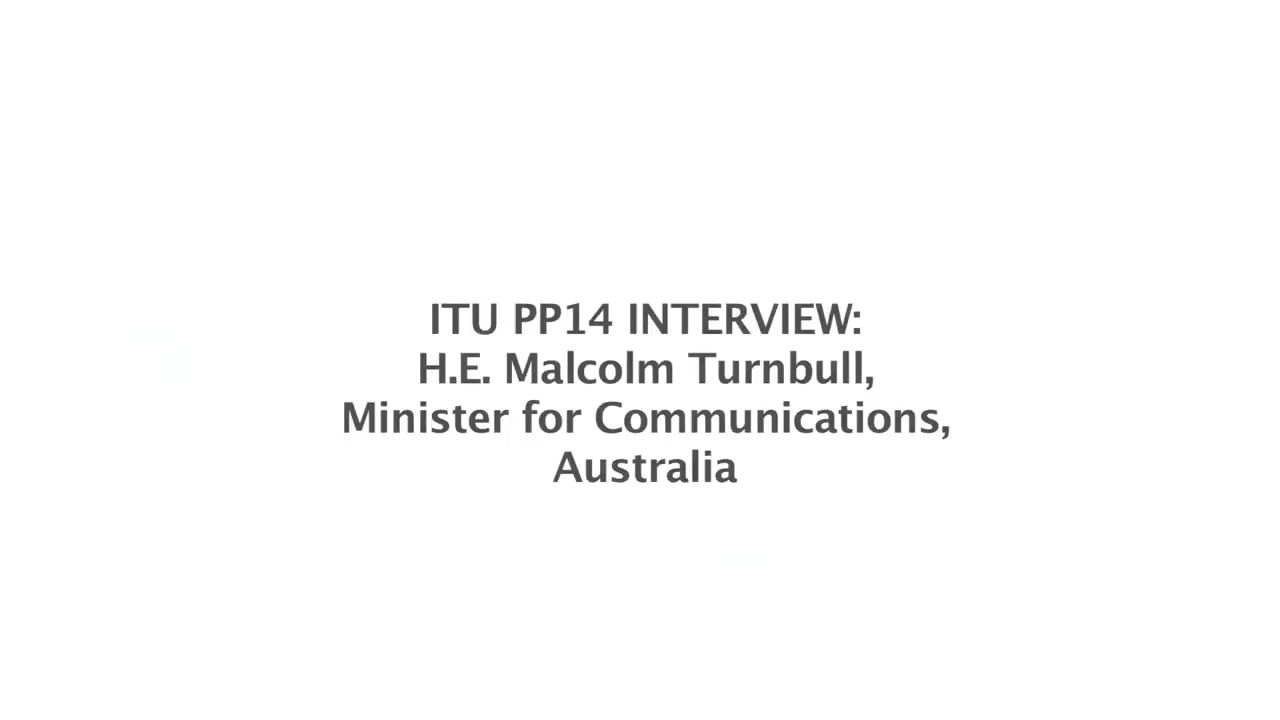 ITU PP14 INTERVIEW:
H.E. Malcolm Turnbull,
Minister for Communications,
Australia